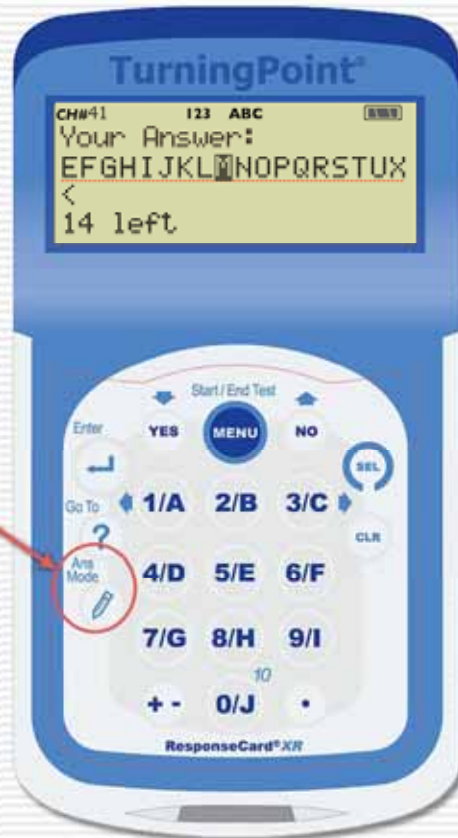 TurningPoint®
CH#41 123 ABC
Your Answer:
EFGHIJKLMNOPQRSTUX
<
14 left
Start / End Test
Enter YES MENU NO
SEL
Go To 1/A 2/B 3/C
? CLR
Ans Mode 4/D 5/E 6/F
7/G 8/H 9/I
10
+ - 0/J •
ResponseCard® XR